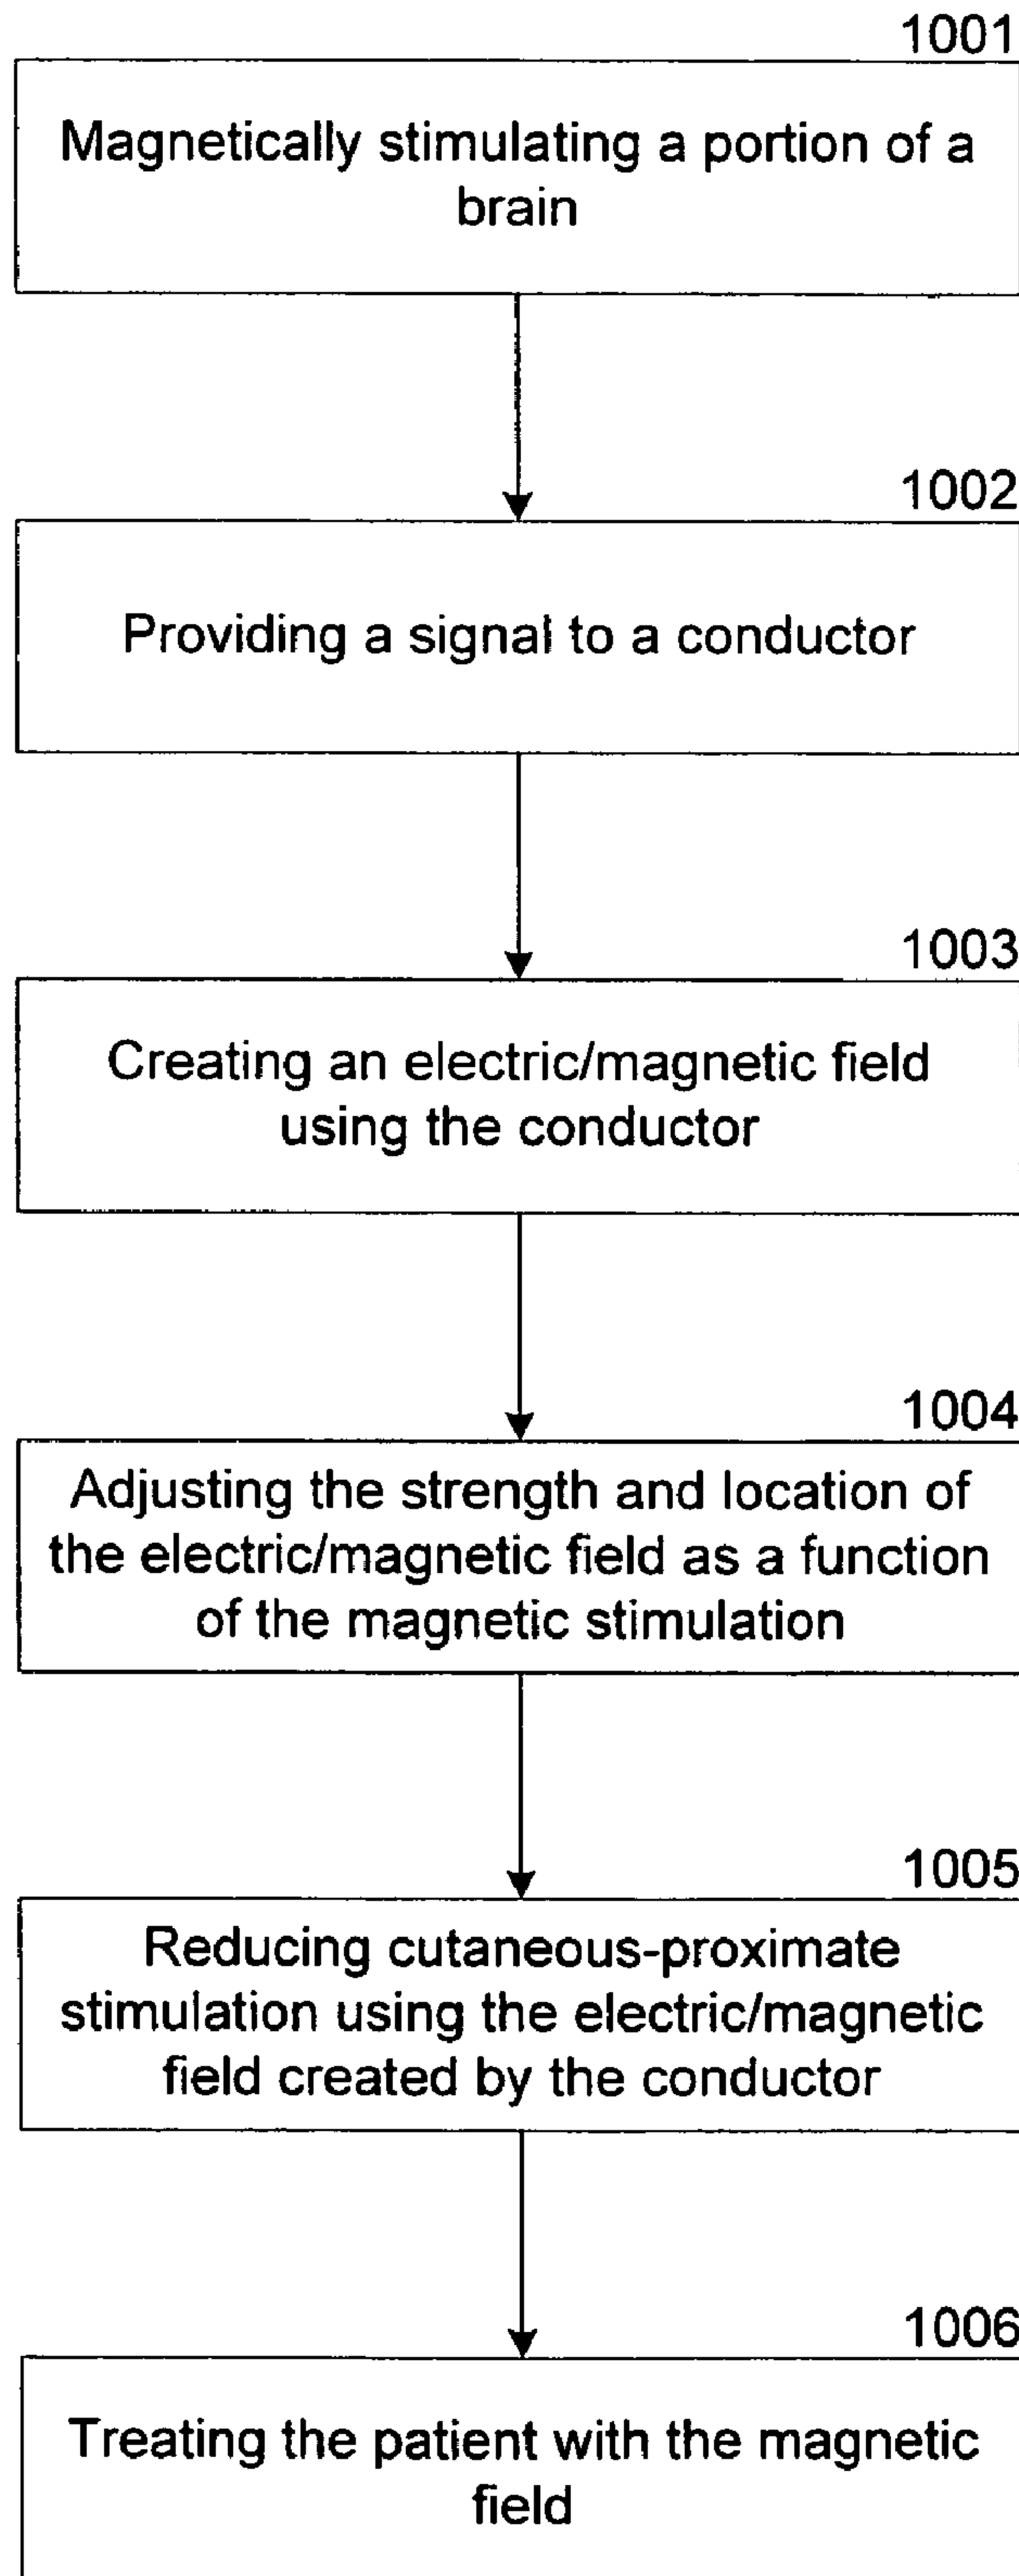 1001
Magnetically stimulating a portion of a
brain
1002
Providing a signal to a conductor
1003
Creating an electric/magnetic field
using the conductor
1004
Adjusting the strength and location of
the electric/magnetic field as a function
of the magnetic stimulation
1005
Reducing cutaneous-proximate
stimulation using the electric/magnetic
field created by the conductor
1006
Treating the patient with the magnetic
field